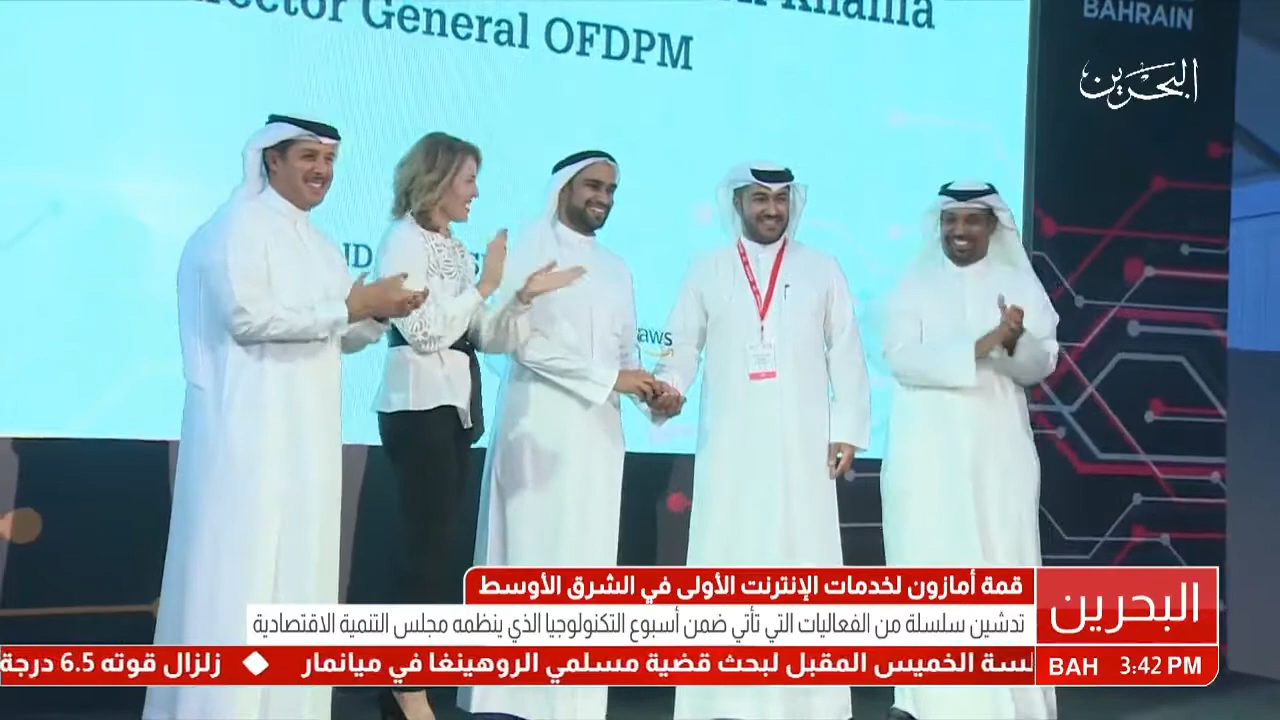 rector General OFDPM
BAHRAIN
البحرين
aws
قمة أمازون لخدمات الإنترنت الأولى في الشرق الأوسط
تدشين سلسلة من الفعاليات التي تأتي ضمن أسبوع التكنولوجيا الذي ينظمه مجلس التنمية الاقتصادية
البحرين
لسة الخميس المقبل لبحث قضية مسلمي الروهينغا في ميانمار ◆ زلزال قوته 6.5 درجة
BAH 3:42 PM